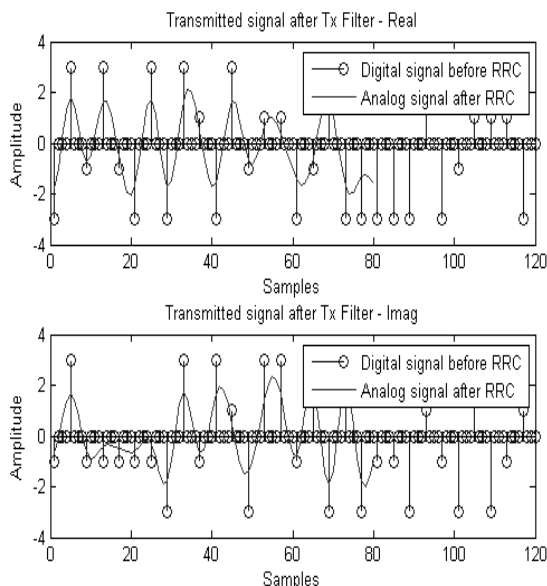 Transmitted signal after Tx Filter - Real
4
2
0
-2
-4
Amplitude
Digital signal before RRC
Analog signal after RRC
0 20 40 60 80 100 120
Samples
Transmitted signal after Tx Filter - Imag
4
2
0
-2
-4
Amplitude
Digital signal before RRC
Analog signal after RRC
0 20 40 60 80 100 120
Samples